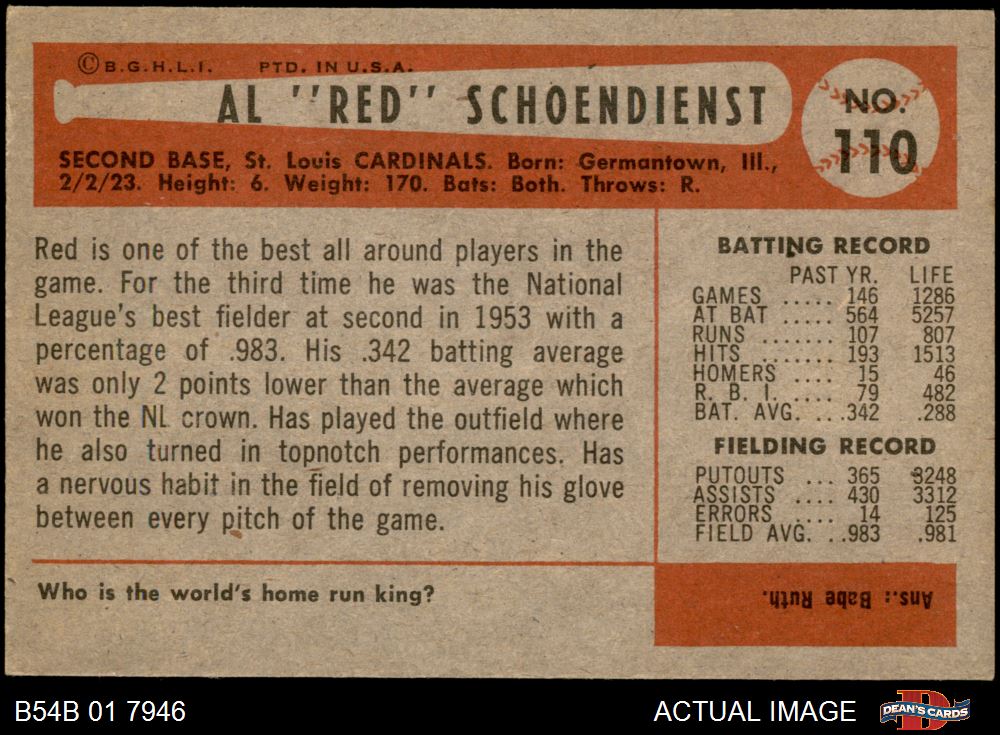 ©B.G.H.L.I. PTD. IN U.S.A.
AL "RED" SCHOENDIENST
NO.
110
SECOND BASE, St. Louis CARDINALS. Born: Germantown, Ill.,
2/2/23. Height: 6. Weight: 170. Bats: Both. Throws: R.
Red is one of the best all around players in the
game. For the third time he was the National
League's best fielder at second in 1953 with a
percentage of .983. His .342 batting average
was only 2 points lower than the average which
won the NL crown. Has played the outfield where
he also turned in topnotch performances. Has
a nervous habit in the field of removing his glove
between every pitch of the game.
BATTING RECORD
PAST YR. LIFE
GAMES ..... 146 1286
AT BAT ..... 564 5257
RUNS ....... 107 807
HITS ....... 193 1513
HOMERS .... 15 46
R. B. I. ..... 79 482
BAT. AVG. ...342 .288
FIELDING RECORD
PUTOUTS ... 365 3248
ASSISTS .... 430 3312
ERRORS .... 14 125
FIELD AVG. ..983 .981
Who is the world's home run king?
Ans.: Babe Ruth.
B54B 01 7946
ACTUAL IMAGE
DEAN'S CARDS